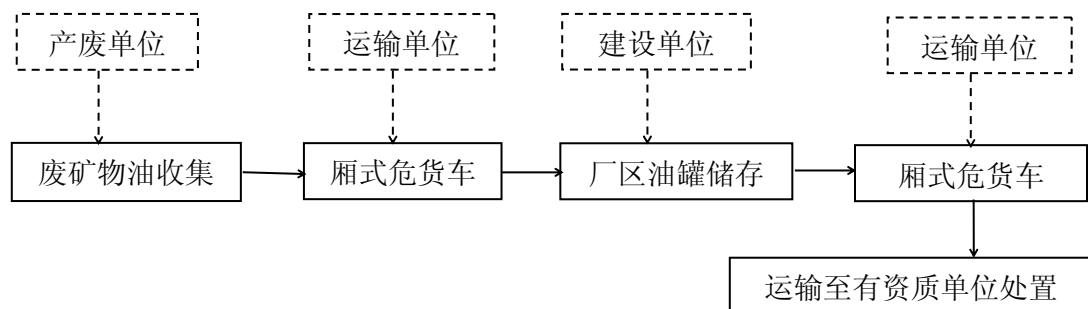 产废单位
运输单位
建设单位
运输单位
废矿物油收集
厢式危货车
厂区油罐储存
厢式危货车
运输至有资质单位处置